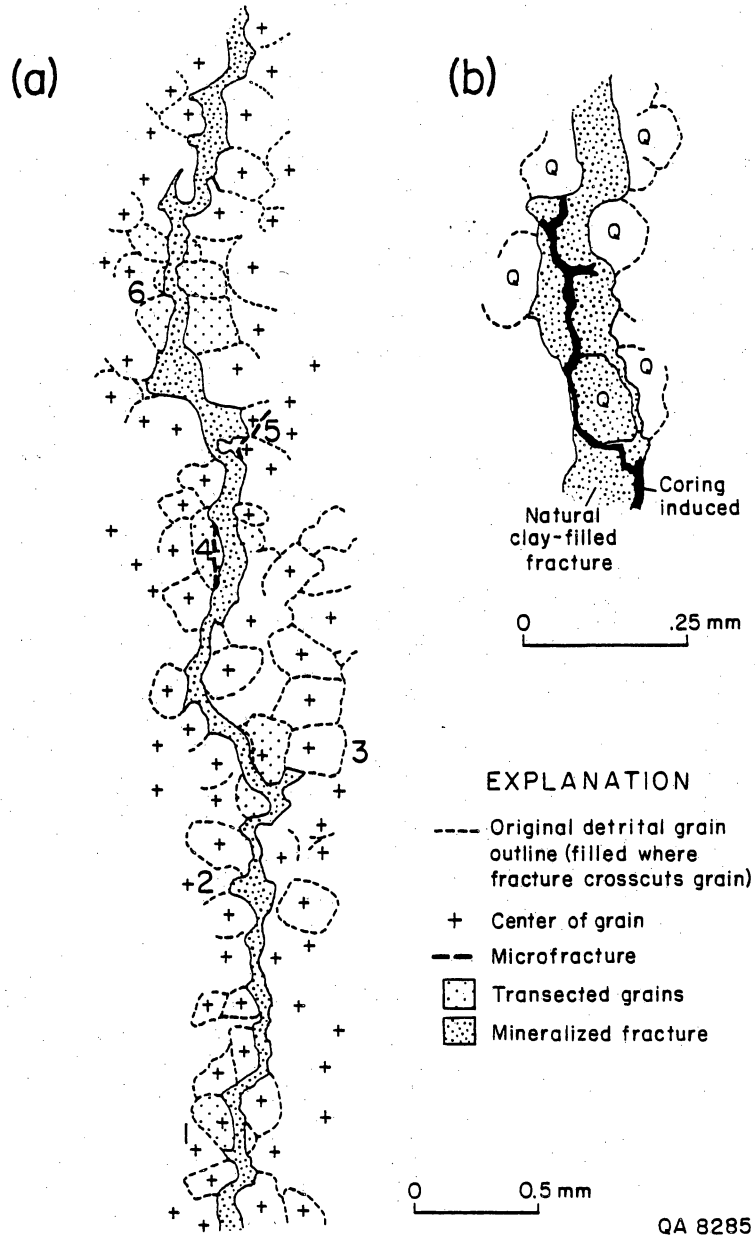 (a)
(b)
Q
Q
Q
Q
Q
Q
6
5
4
3
2
1
Natural
clay-filled
fracture
Coring
induced
0 .25 mm
EXPLANATION
Original detrital grain
outline (filled where
fracture crosscuts grain)
+ Center of grain
Microfracture
Transected grains
Mineralized fracture
0 0.5 mm
QA 8285